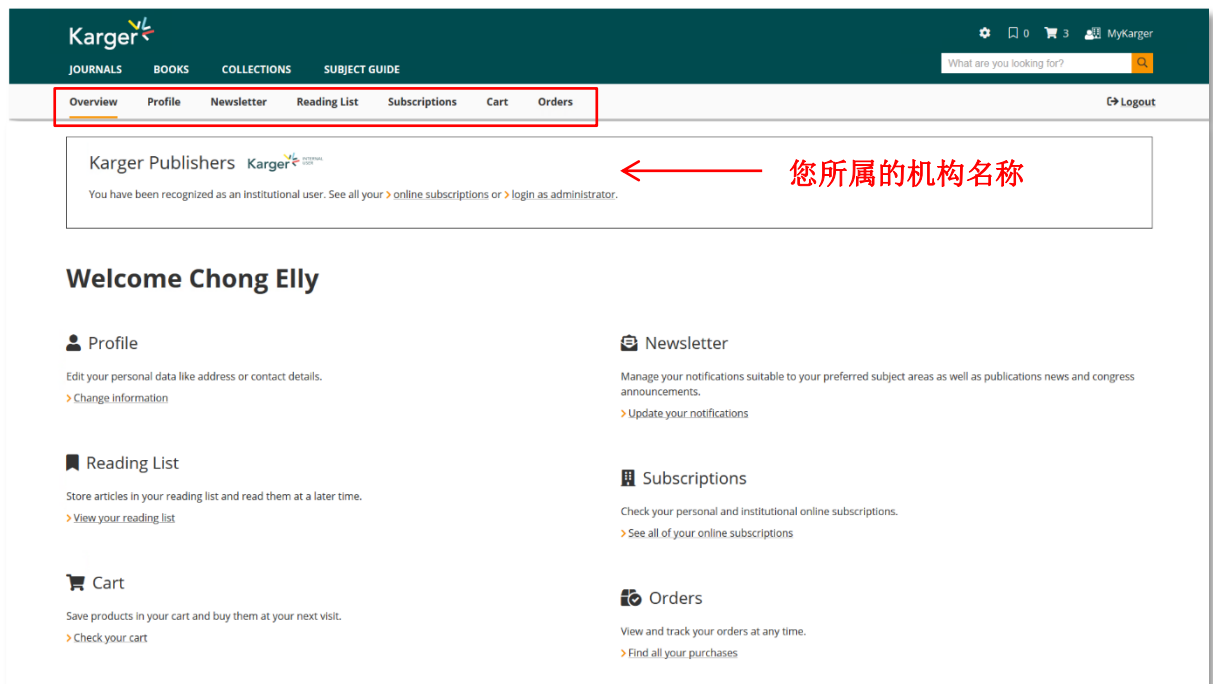 Karger
0
3
MyKarger
What are you looking for?
JOURNALS BOOKS COLLECTIONS SUBJECT GUIDE
Overview Profile Newsletter Reading List Subscriptions Cart Orders
Logout
Karger Publishers Karger INTERNAL USER
您所属的机构名称
You have been recognized as an institutional user. See all your online subscriptions or login as administrator.
Welcome Chong Elly
Profile
Edit your personal data like address or contact details.
Change information
Newsletter
Manage your notifications suitable to your preferred subject areas as well as publications news and congress
announcements.
Update your notifications
Reading List
Store articles in your reading list and read them at a later time.
View your reading list
Subscriptions
Check your personal and institutional online subscriptions.
See all of your online subscriptions
Cart
Save products in your cart and buy them at your next visit.
Check your cart
Orders
View and track your orders at any time.
Find all your purchases